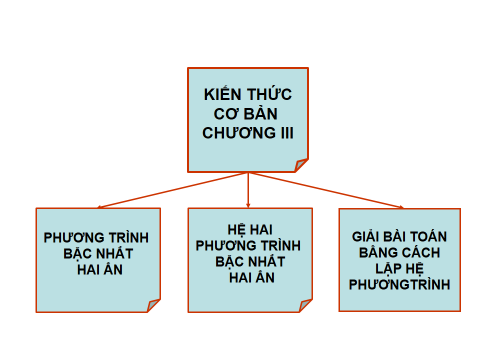 KIẾN THỨC
CƠ BẢN
CHƯƠNG III
PHƯƠNG TRÌNH
BẬC NHẤT
HAI ẨN
HỆ HAI
PHƯƠNG TRÌNH
BẬC NHẤT
HAI ẨN
GIẢI BÀI TOÁN
BẰNG CÁCH
LẬP HỆ
PHƯƠNGTRÌNH